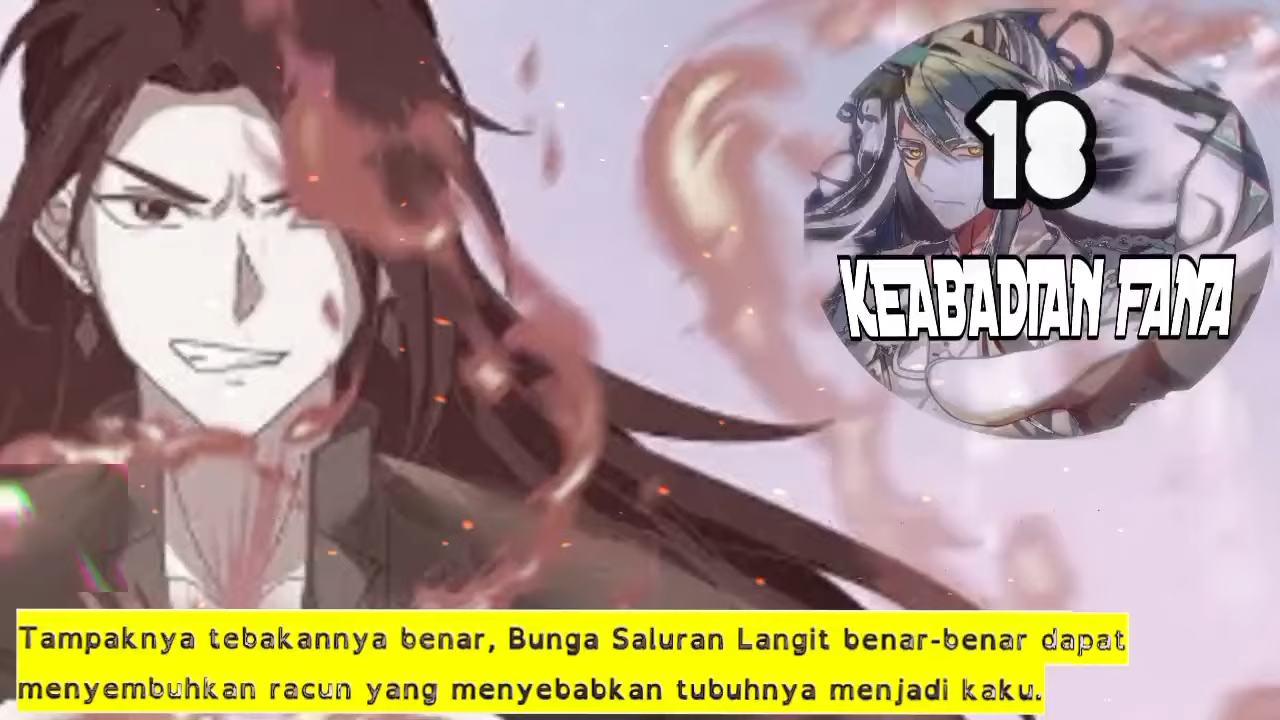 18
KEABADIAN FANA
Tampaknya tebakannya benar, Bunga Saluran Langit benar-benar dapat
menyembuhkan racun yang menyebabkan tubuhnya menjadi kaku.